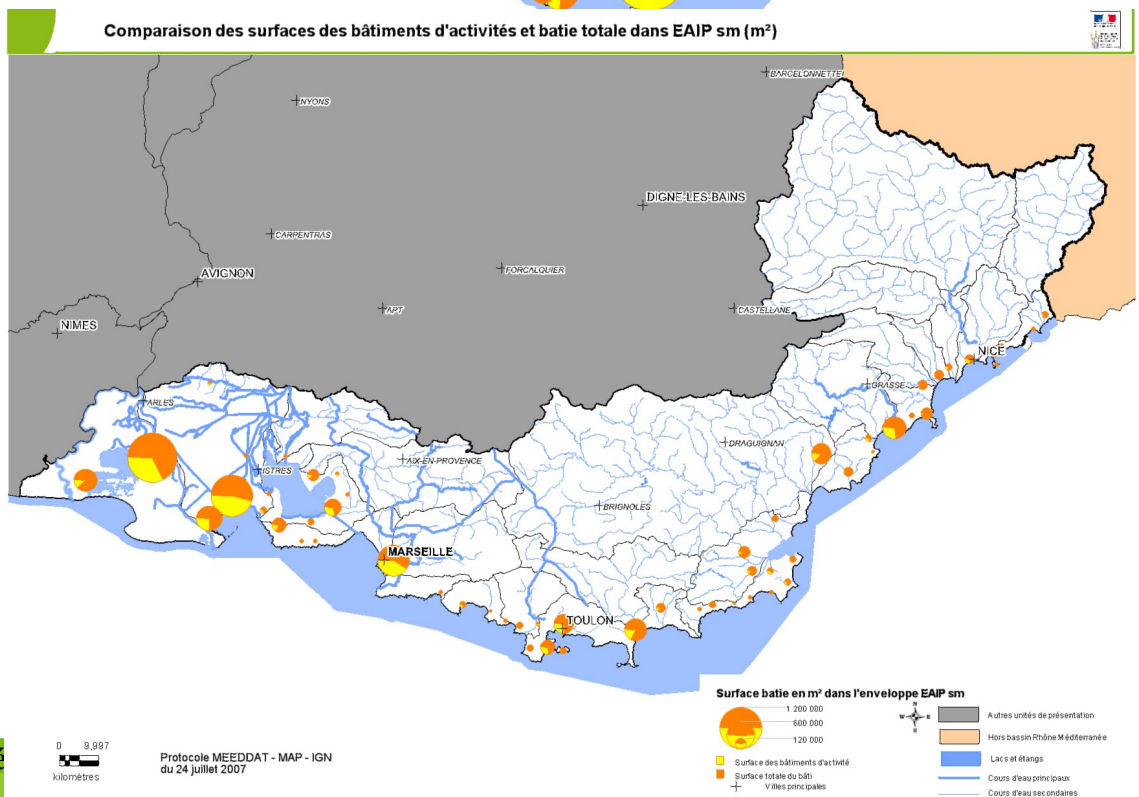 Comparaison des surfaces des bâtiments d'activités et batie totale dans EAIP sm (m²)
BARCELONNETTE
NYONS
DIGNE-LES-BAINS
CARPENTRAS
AVIGNON
FORCALQUIER
APT
CASTELLANE
NIMES
NICE
GRASSE
ARLES
DRAGUIGNAN
AIX-EN-PROVENCE
ISTRES
BRIGNOLES
MARSEILLE
TOULON
Surface batie en m² dans l'enveloppe EAIP sm
1 200 000
600 000
120 000
Surface des bâtiments d'activité
Surface totale du bâti
Villes principales
N
W E
S
Autres unités de présentation
Hors bassin Rhône Méditerranée
Lacs et étangs
Cours d'eau principaux
Cours d'eau secondaires
0 9,997
kilomètres
Protocole MEEDDAT - MAP - IGN
du 24 juillet 2007